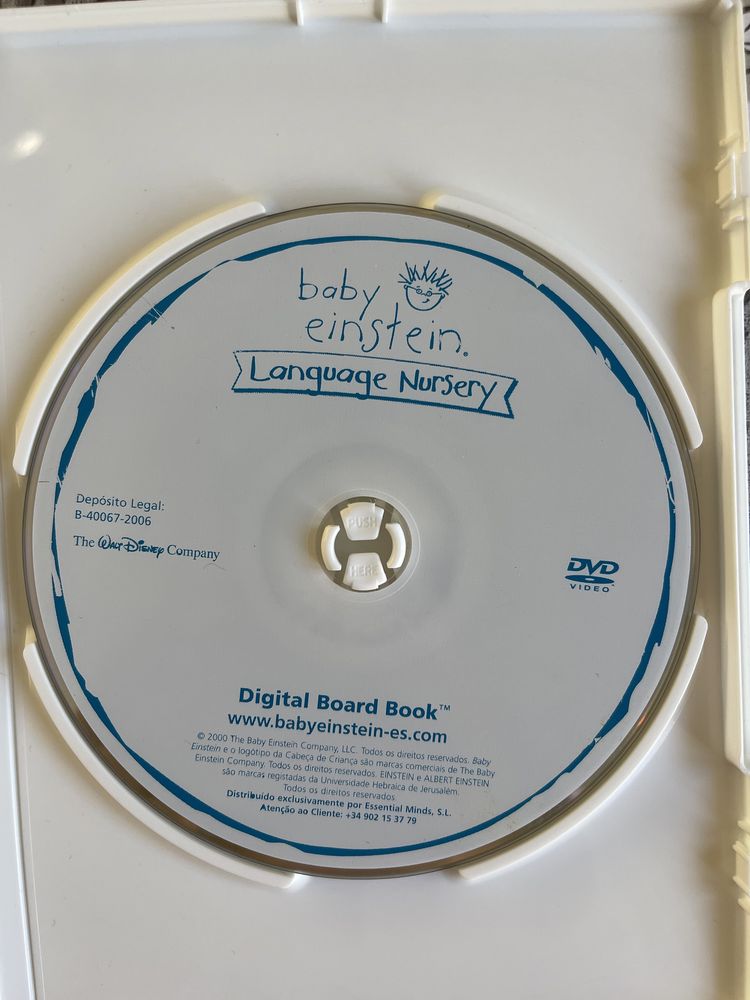 baby
einstein®
Language Nursery
Depósito Legal:
B-40067-2006
The Walt Disney Company
PUSH
HERE
DVD
VIDEO
Digital Board Book™
www.babyeinstein-es.com
© 2000 The Baby Einstein Company, LLC. Todos os direitos reservados. Baby
Einstein e o logótipo da Cabeça de Criança são marcas comerciais de The Baby
Einstein Company. Todos os direitos reservados. EINSTEIN e ALBERT EINSTEIN
são marcas registadas da Universidade Hebraica de Jerusalém.
Todos os direitos reservados.
Distribuído exclusivamente por Essential Minds, S.L.
Atenção ao Cliente: +34 902 15 37 79